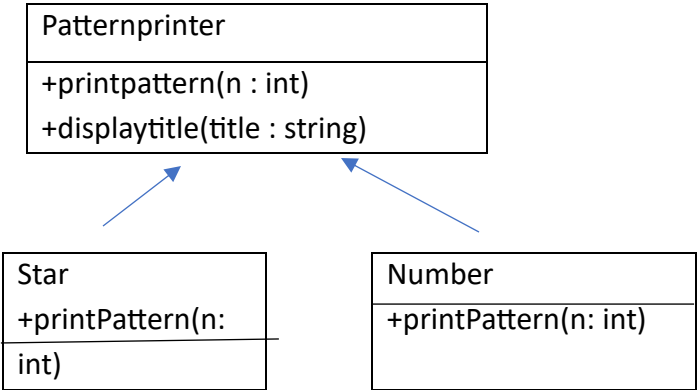 Patternprinter
+printpattern(n : int)
+displaytitle(title : string)
Star
+printPattern(n:
int)
Number
+printPattern(n: int)